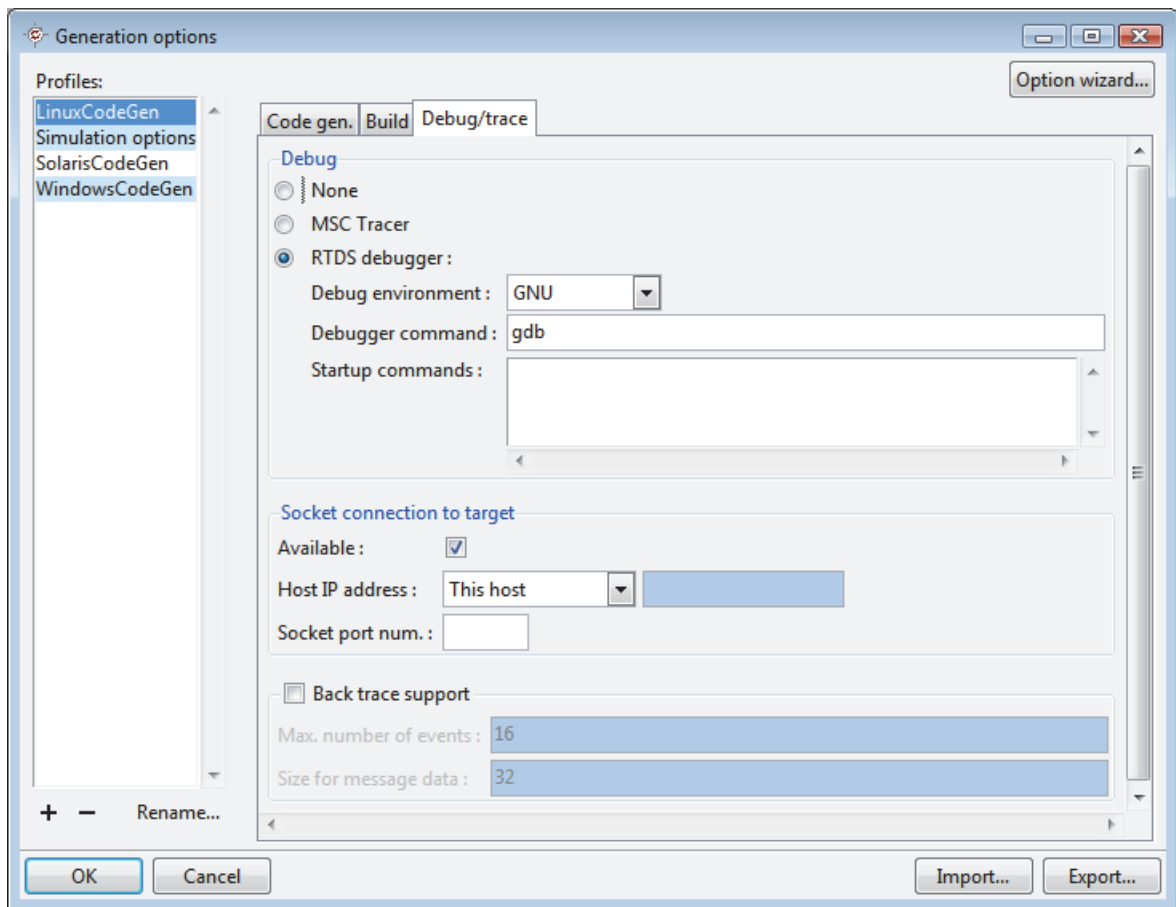 Generation options
Profiles:
Option wizard...
LinuxCodeGen
Simulation options
SolarisCodeGen
WindowsCodeGen
Code gen.
Build
Debug/trace
Debug
None
MSC Tracer
RTDS debugger :
Debug environment : GNU
Debugger command : gdb
Startup commands :
Socket connection to target
Available :
Host IP address : This host
Socket port num. :
Back trace support
Max. number of events : 16
Size for message data : 32
+ − Rename...
OK
Cancel
Import...
Export...